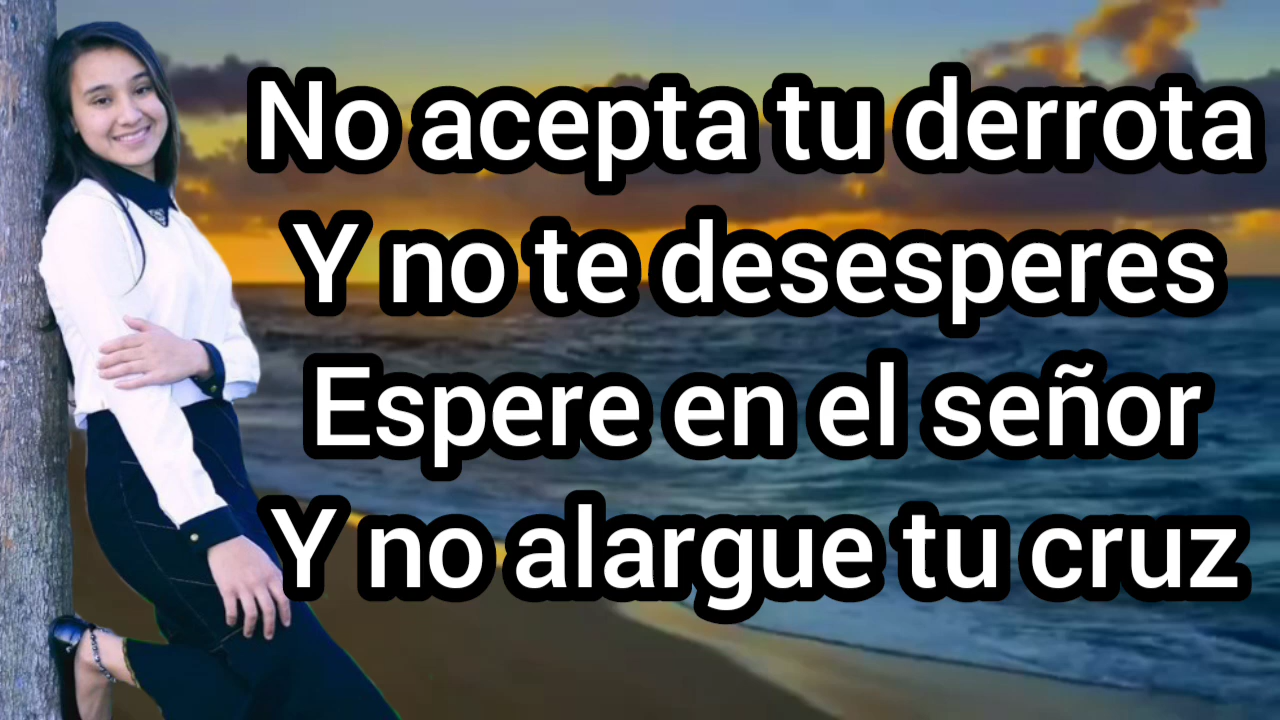 No acepta tu derrota
Y no te desesperes
Espere en el señor
Y no alargue tu cruz